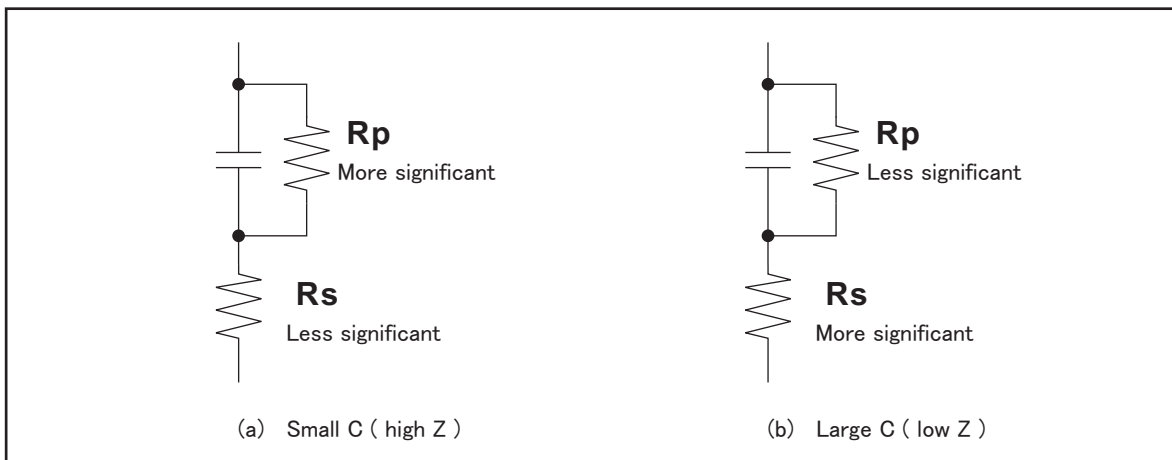 Rp
More significant
Rs
Less significant
(a) Small C ( high Z )
Rp
Less significant
Rs
More significant
(b) Large C ( low Z )